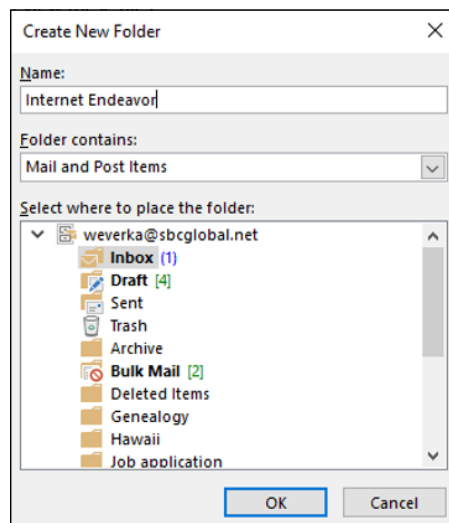 Create New Folder
Name:
Internet Endeavor
Folder contains:
Mail and Post Items
Select where to place the folder:
weverka@sbcglobal.net
Inbox (1)
Draft [4]
Sent
Trash
Archive
Bulk Mail [2]
Deleted Items
Genealogy
Hawaii
Job application
OK
Cancel